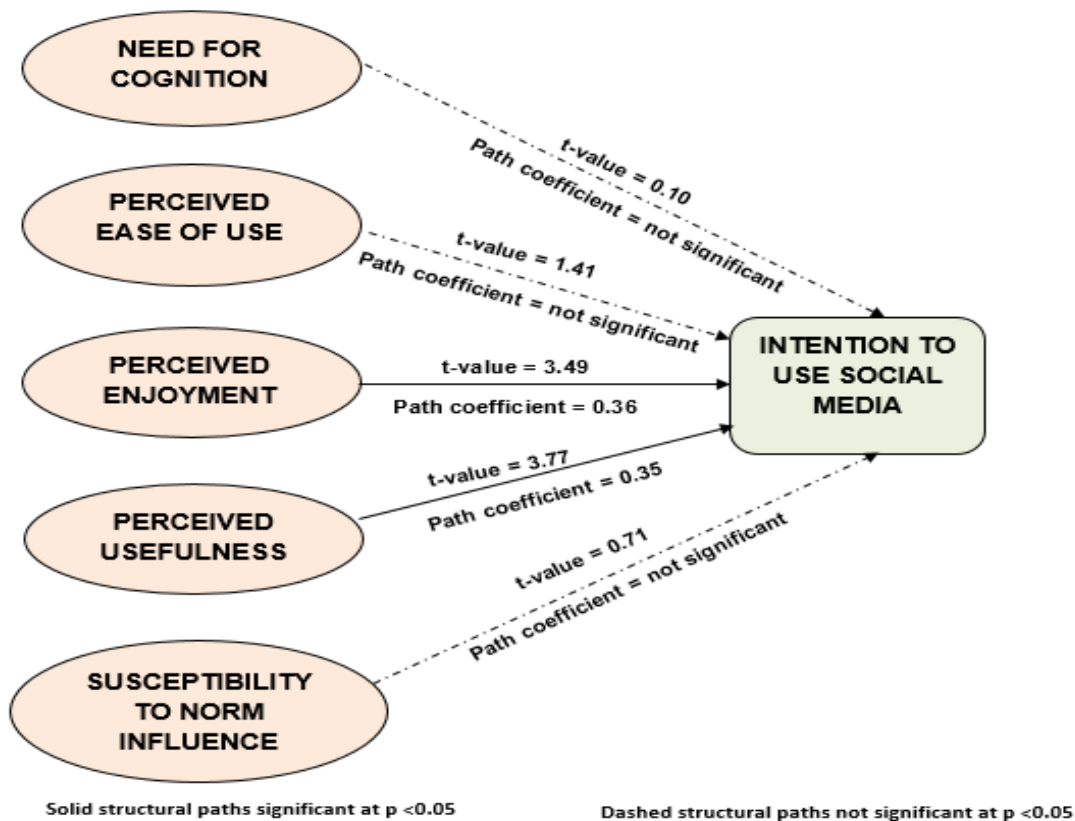 NEED FOR
COGNITION
t-value = 0.10
Path coefficient = not significant
PERCEIVED
EASE OF USE
t-value = 1.41
Path coefficient = not significant
PERCEIVED
ENJOYMENT
t-value = 3.49
Path coefficient = 0.36
INTENTION TO
USE SOCIAL
MEDIA
PERCEIVED
USEFULNESS
t-value = 3.77
Path coefficient = 0.35
SUSCEPTIBILITY
TO NORM
INFLUENCE
t-value = 0.71
Path coefficient = not significant
Solid structural paths significant at p <0.05
Dashed structural paths not significant at p <0.05